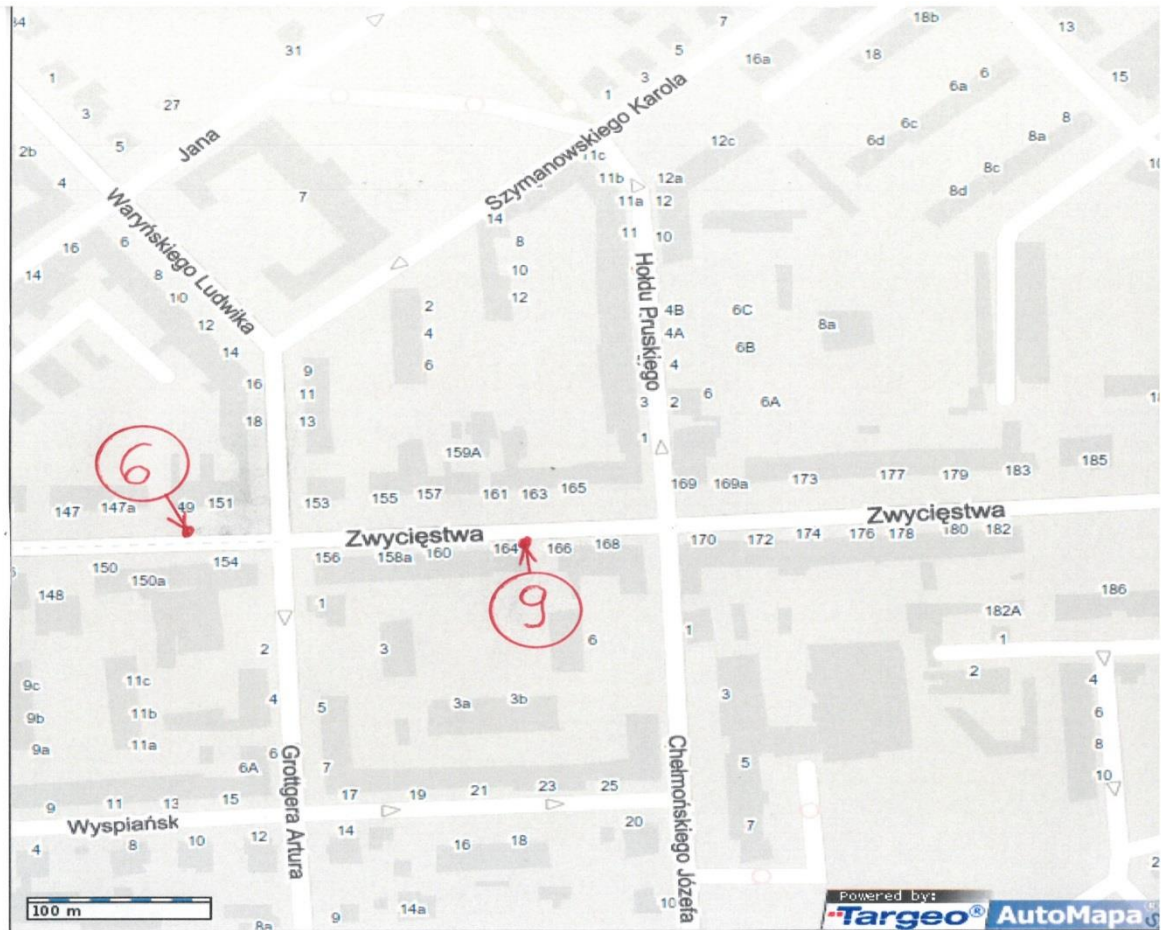 34
31
7
18b
13
5
18
16a
1
3
6
15
6a
3
27
1
8
5
Jana
Szymanowskiego Karola
6c
2b
12c
6d
8a
11c
8c
4
11b
12a
8d
7
11a
12
Waryńskiego Ludwika
14
16
6
8
11
10
14
8
10
Hołdu Pruskiego
10
12
2
4B
6C
12
4
4A
8a
14
6
6B
9
4
16
11
3
2
6
6A
18
13
1
6
159A
185
183
173
177
179
169
169a
165
155
157
161
163
147
147a
49
151
153
Zwycięstwa
Zwycięstwa
154
156
158a
160
164
166
168
170
172
174
176
178
180
182
150
150a
148
9
186
1
182A
1
6
1
2
3
2
9c
11c
4
3a
3b
3
4
9b
11b
5
6
9a
11a
6
8
6A
7
5
10
Grottgera Artura
Chełmońskiego Józefa
9
11
13
15
17
19
21
23
25
Wyspiańsk
4
8
10
12
14
16
18
20
7
100 m
8a
9
14a
10
Powered by:
Targeo® AutoMapa®